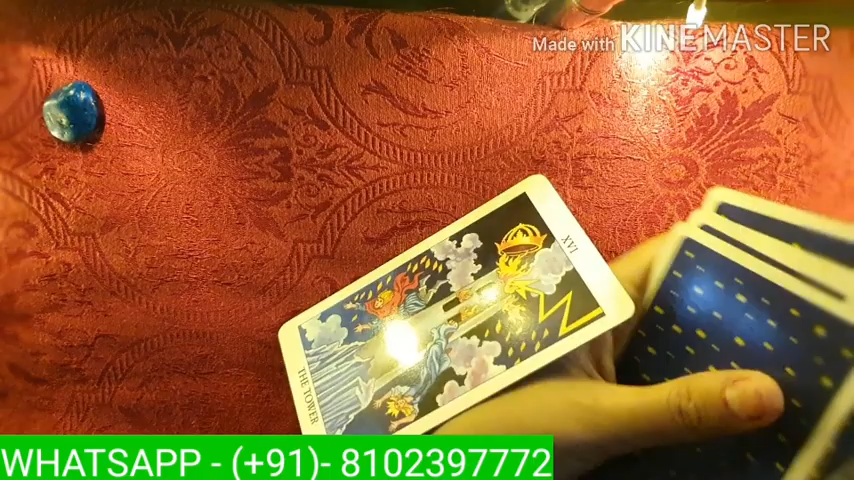 Made with KINEMASTER
XVI
THE TOWER
WHATSAPP - (+91)- 8102397772